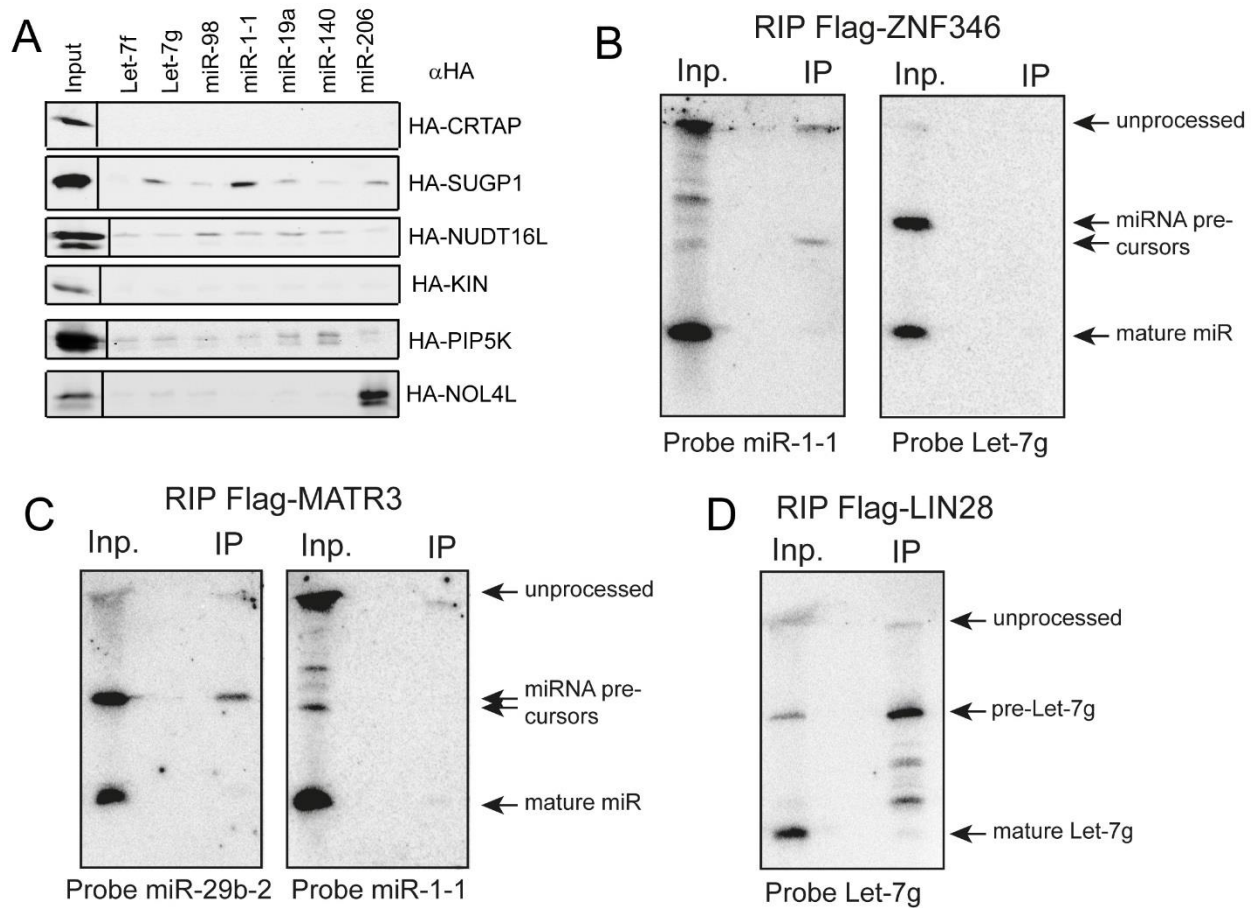 A
Input
Let-7f
Let-7g
miR-98
miR-1-1
miR-19a
miR-140
miR-206
αHA
HA-CRTAP
HA-SUGP1
HA-NUDT16L
HA-KIN
HA-PIP5K
HA-NOL4L
B
RIP Flag-ZNF346
Inp.
IP
Inp.
IP
unprocessed
miRNA pre-
cursors
mature miR
Probe miR-1-1
Probe Let-7g
C
RIP Flag-MATR3
Inp.
IP
Inp.
IP
unprocessed
miRNA pre-
cursors
mature miR
Probe miR-29b-2
Probe miR-1-1
D
RIP Flag-LIN28
Inp.
IP
unprocessed
pre-Let-7g
mature Let-7g
Probe Let-7g